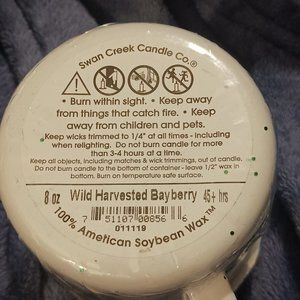 Swan Creek Candle Co.®
• Burn within sight. • Keep away
from things that catch fire. • Keep
away from children and pets.
Keep wicks trimmed to 1/4" at all times - including
when relighting. Do not burn candle for more
than 3-4 hours at a time.
Keep all objects, including matches & wick trimmings, out of candle.
Do not burn candle to the bottom of container - leave 1/2" wax in
bottom. Burn on temperature safe surface.
8 oz Wild Harvested Bayberry 45+ hrs
7 51107 00856 6
011119
100% American Soybean Wax™